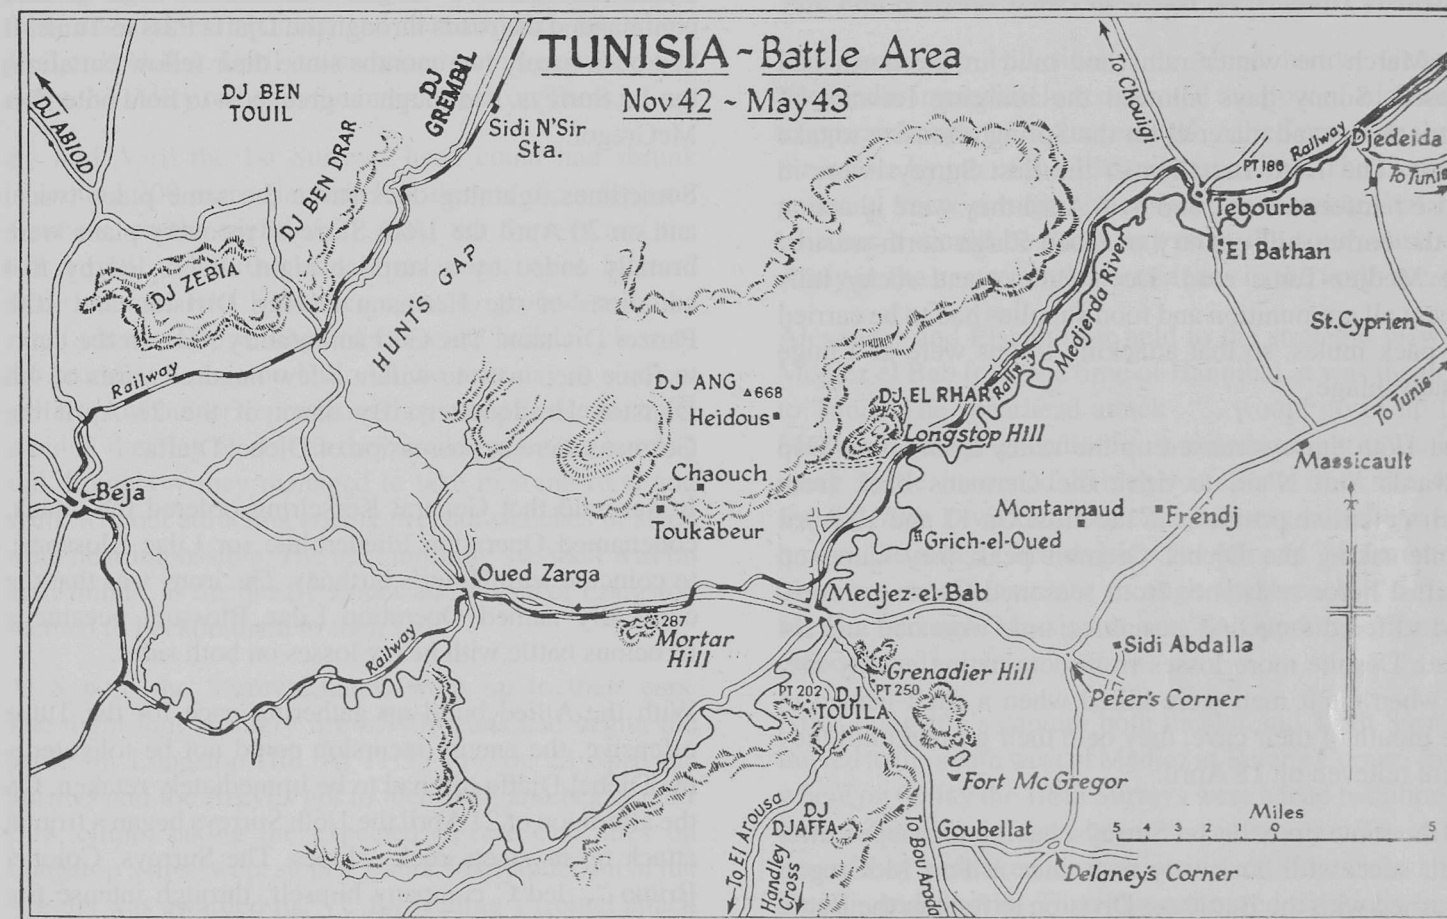 TUNISIA - Battle Area
Nov 42 - May 43
To Chouigi
DJ ABIOD
DJ BEN
TOUIL
DJ
GREMBIL
Sidi N'Sir
Sta.
DJ BEN DRAR
PT 186
Railway
Djedeida
To Tunis
Tebourba
El Bathan
DJ ZEBIA
HUNT'S GAP
Medjerda River
St. Cyprien
Railway
Railway
DJ ANG
668
Heidous
DJ EL RHAR
Longstop Hill
To Tunis
Massicault
Chaouch
Beja
Toukabeur
Montarnaud
Frendj
Grich-el-Oued
Oued Zarga
Medjez-el-Bab
287
Mortar
Hill
Railway
Sidi Abdalla
Grenadier Hill
Peter's Corner
PT 202
DJ
TOUILA
PT 250
Fort McGregor
DJ
DJAFFA
Goubellat
Miles
5 4 3 2 1 0 5
To El Arousa
Handley
Cross
To Bou Arada
Delaney's Corner